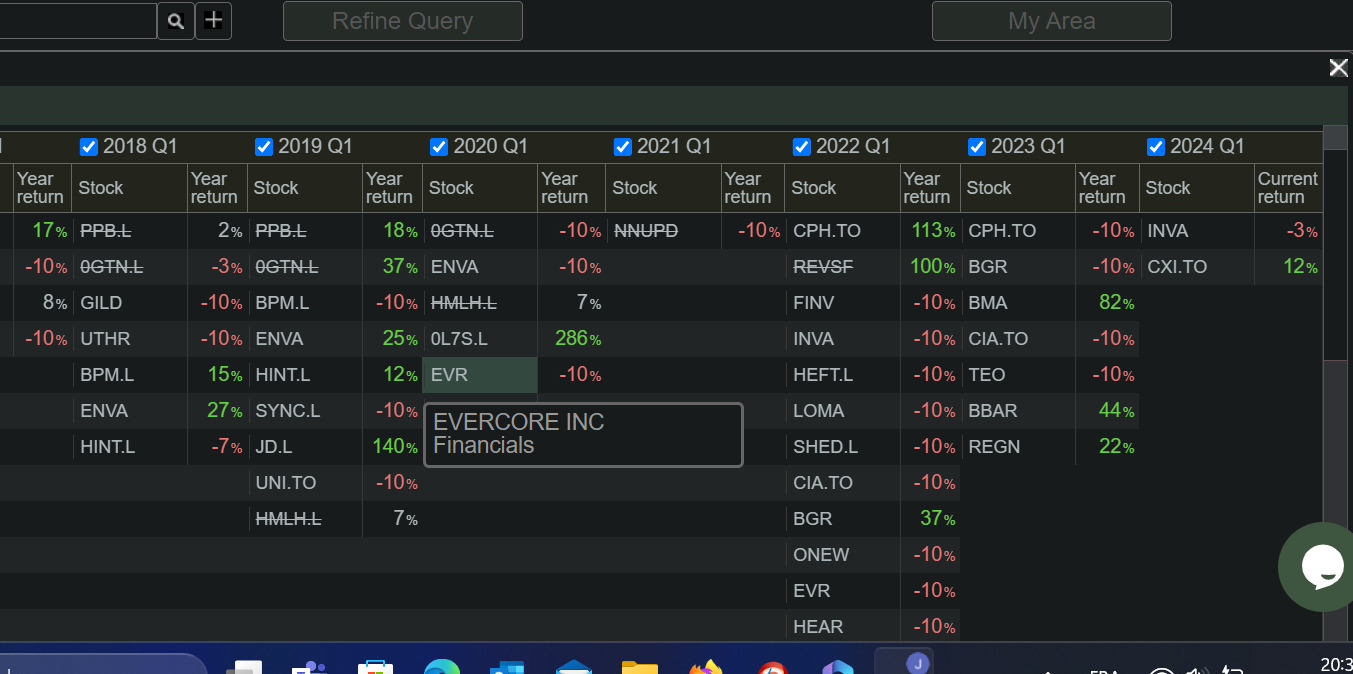 Refine Query My Area
2018 Q1 2019 Q1 2020 Q1 2021 Q1 2022 Q1 2023 Q1 2024 Q1
Year return Stock Year return Stock Year return Stock Year return Stock Year return Stock Year return Stock Year return Stock Current return
17% PPB.L 2% PPB.L 18% 0GTN.L -10% NNUPD -10% CPH.TO 113% CPH.TO -10% INVA -3%
-10% 0GTN.L -3% 0GTN.L 37% ENVA -10% REVSF 100% BGR -10% CXI.TO 12%
8% GILD -10% BPM.L -10% HMLH.L 7% FINV -10% BMA 82%
-10% UTHR -10% ENVA 25% 0L7S.L 286% INVA -10% CIA.TO -10%
BPM.L 15% HINT.L 12% EVR -10% HEFT.L -10% TEO -10%
ENVA 27% SYNC.L -10% LOMA -10% BBAR 44%
EVERCORE INC
Financials
HINT.L -7% JD.L 140% SHED.L -10% REGN 22%
UNI.TO -10% CIA.TO -10%
HMLH.L 7% BGR 37%
ONEW -10%
EVR -10%
HEAR -10%
J
20:3